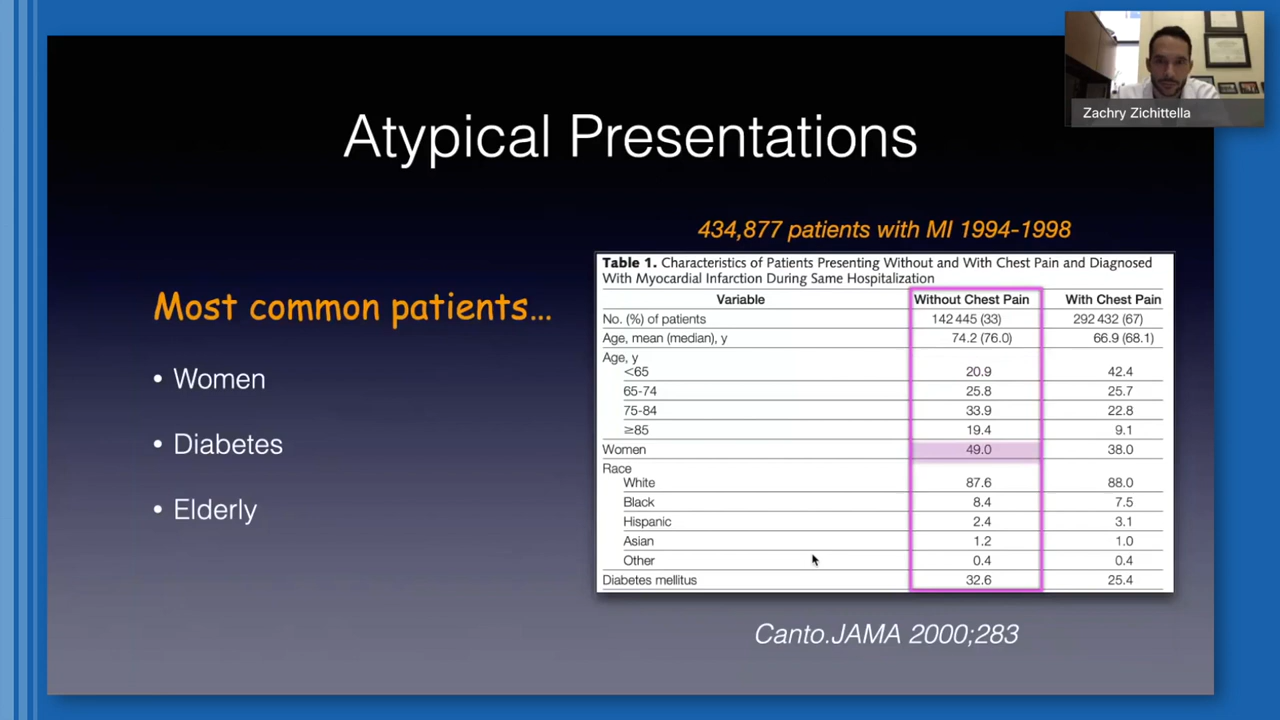 Zachry Zichittella
Atypical Presentations
434,877 patients with MI 1994-1998
Most common patients...
• Women
• Diabetes
• Elderly
Table 1. Characteristics of Patients Presenting Without and With Chest Pain and Diagnosed
With Myocardial Infarction During Same Hospitalization
Variable Without Chest Pain With Chest Pain
No. (%) of patients 142 445 (33) 292 432 (67)
Age, mean (median), y 74.2 (76.0) 66.9 (68.1)
Age, y
<65 20.9 42.4
65-74 25.8 25.7
75-84 33.9 22.8
≥85 19.4 9.1
Women 49.0 38.0
Race
White 87.6 88.0
Black 8.4 7.5
Hispanic 2.4 3.1
Asian 1.2 1.0
Other 0.4 0.4
Diabetes mellitus 32.6 25.4
Canto.JAMA 2000;283